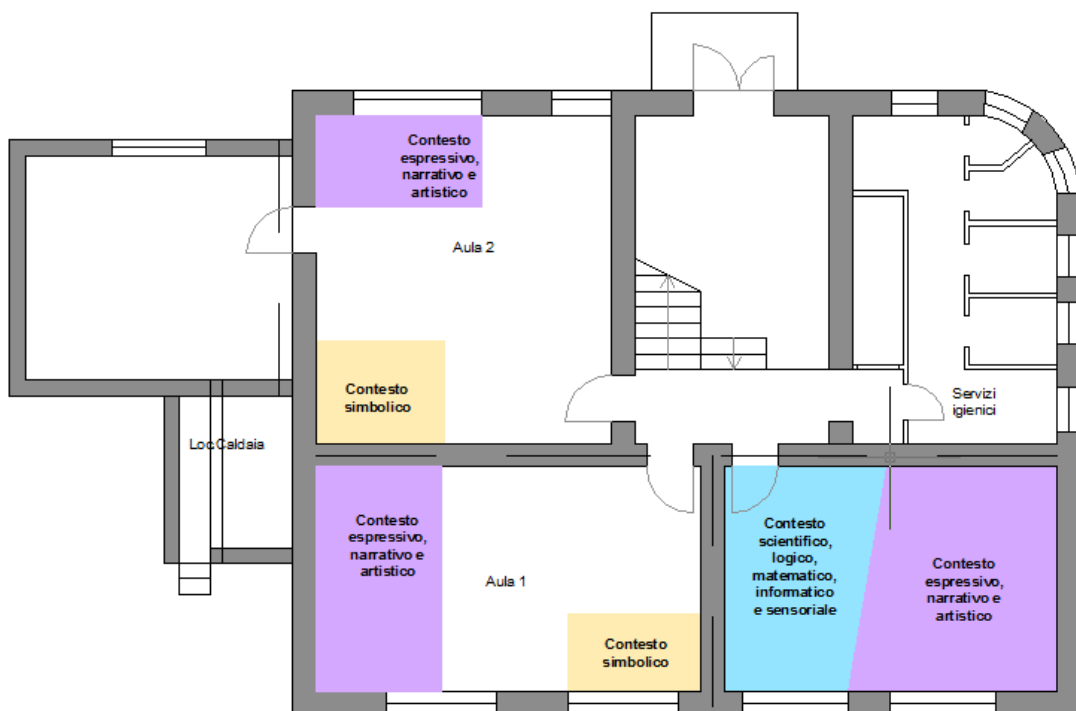 Contesto
espressivo,
narrativo e
artistico
Aula 2
Contesto
simbolico
Servizi
igienici
Loc.Caldaia
Contesto
espressivo,
narrativo e
artistico
Aula 1
Contesto
simbolico
Contesto
scientifico,
logico,
matematico,
informatico
e sensoriale
Contesto
espressivo,
narrativo e
artistico